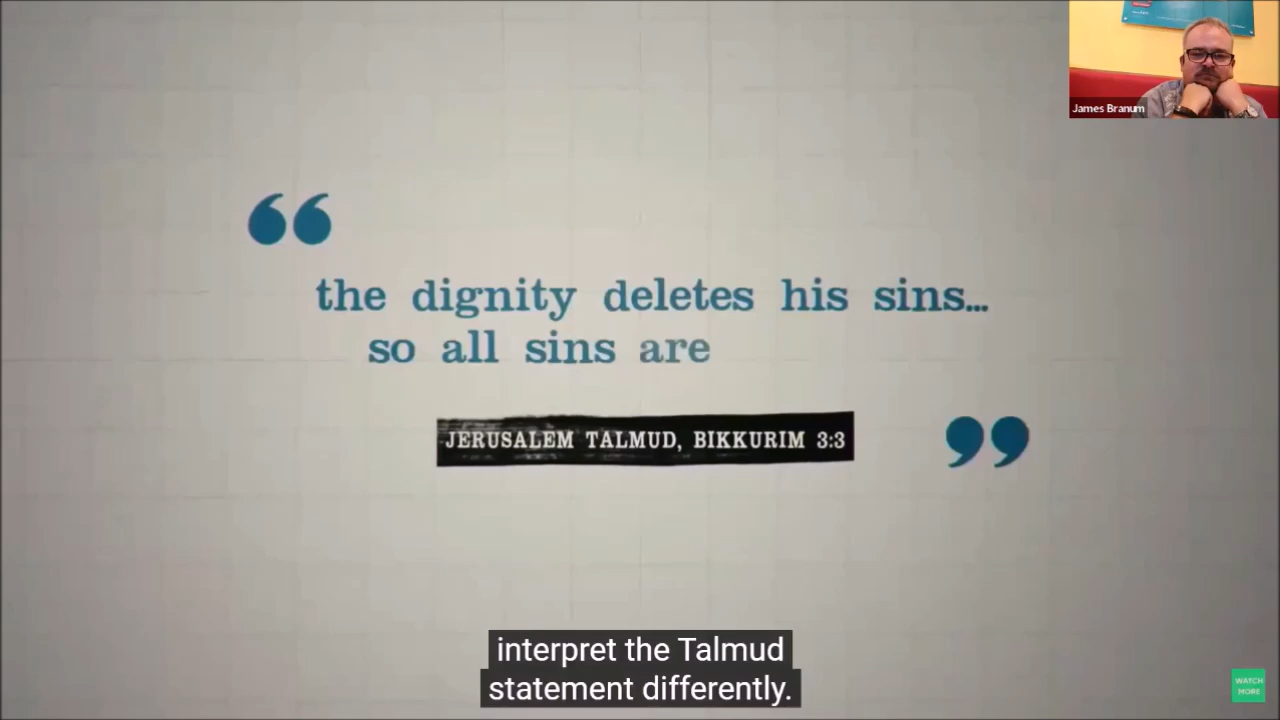 James Branum
“
the dignity deletes his sins...
so all sins are
JERUSALEM TALMUD, BIKKURIM 3:3
”
interpret the Talmud
statement differently.
WATCH
MORE